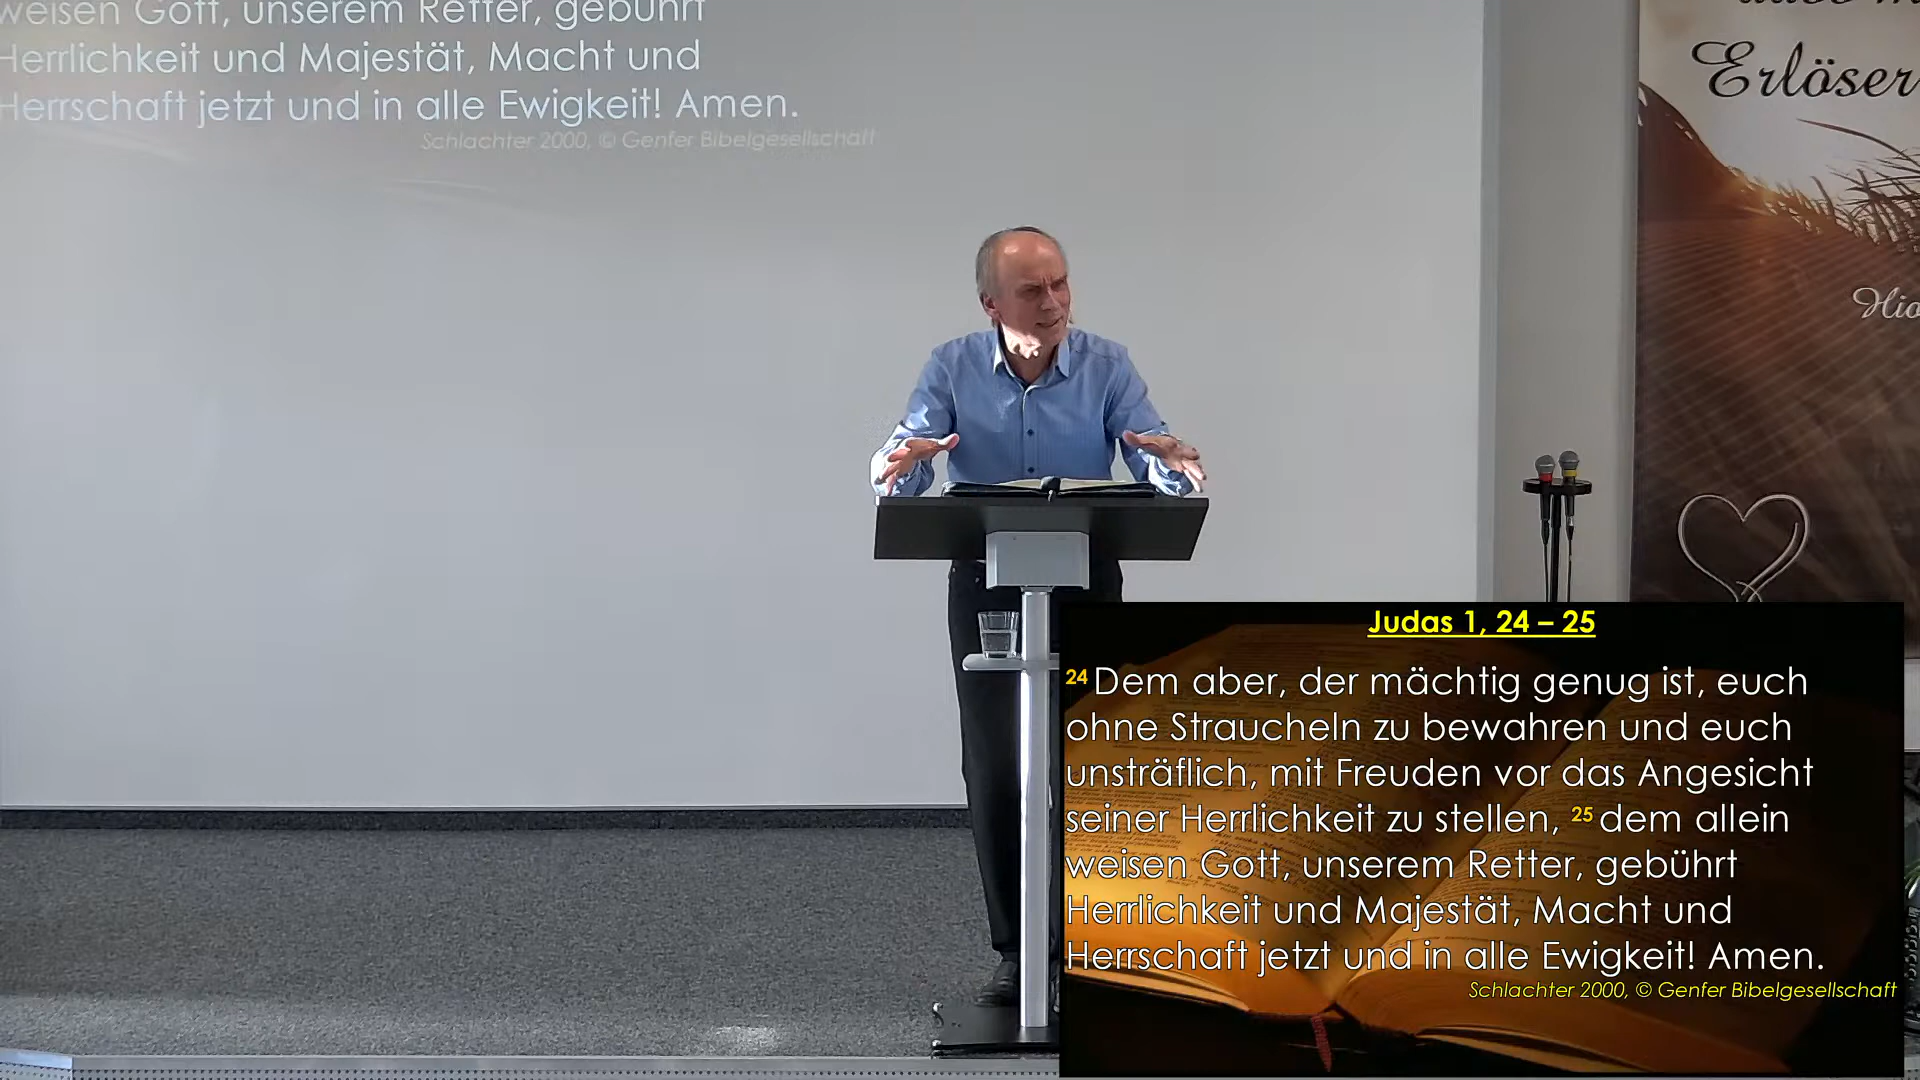 weisen Gott, unserem Retter, gebührt
Herrlichkeit und Majestät, Macht und
Herrschaft jetzt und in alle Ewigkeit! Amen.
Schlachter 2000, © Genfer Bibelgesellschaft
Erlöser
Judas 1, 24 – 25
24 Dem aber, der mächtig genug ist, euch
ohne Straucheln zu bewahren und euch
unsträflich, mit Freuden vor das Angesicht
seiner Herrlichkeit zu stellen, 25 dem allein
weisen Gott, unserem Retter, gebührt
Herrlichkeit und Majestät, Macht und
Herrschaft jetzt und in alle Ewigkeit! Amen.
Schlachter 2000, © Genfer Bibelgesellschaft